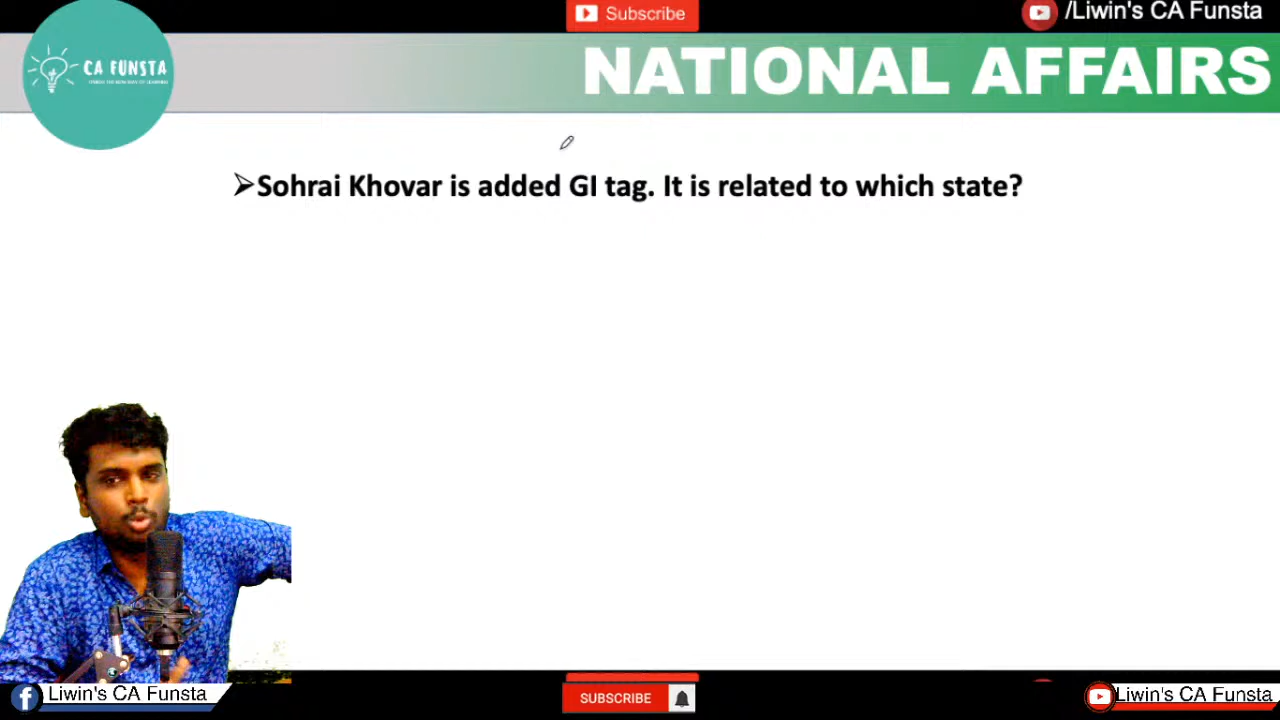 Subscribe
/Liwin's CA Funsta
CA FUNSTA
NATIONAL AFFAIRS
➢Sohrai Khovar is added GI tag. It is related to which state?
Liwin's CA Funsta
SUBSCRIBE
Liwin's CA Funsta